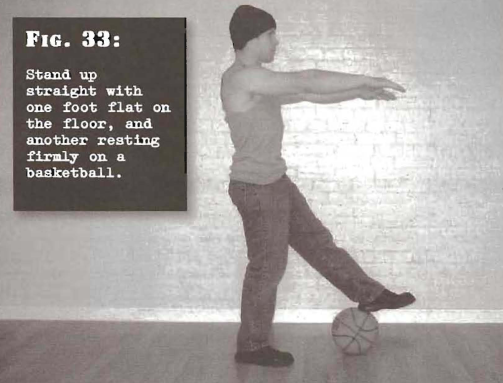 FIG. 33:
Stand up
straight with
one foot flat on
the floor, and
another resting
firmly on a
basketball.